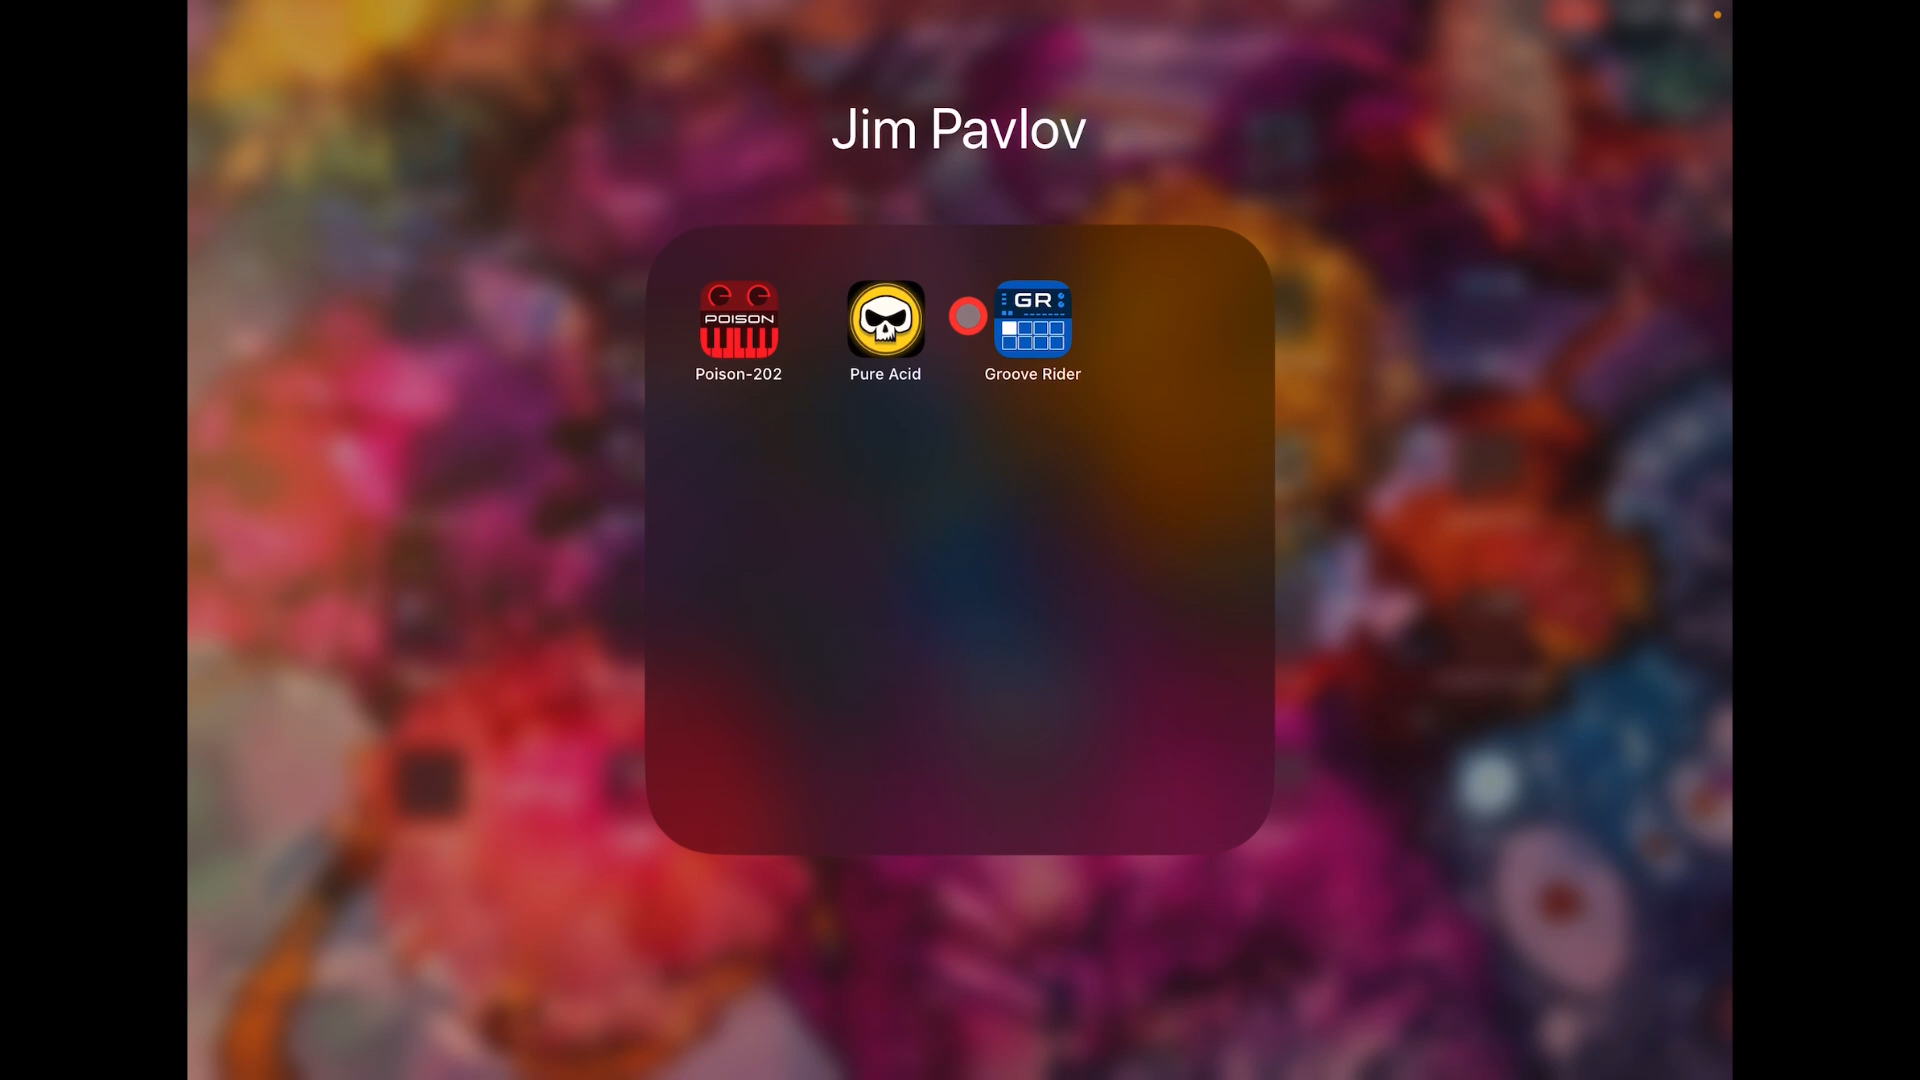 Jim Pavlov
POISON
GR
Poison-202
Pure Acid
Groove Rider